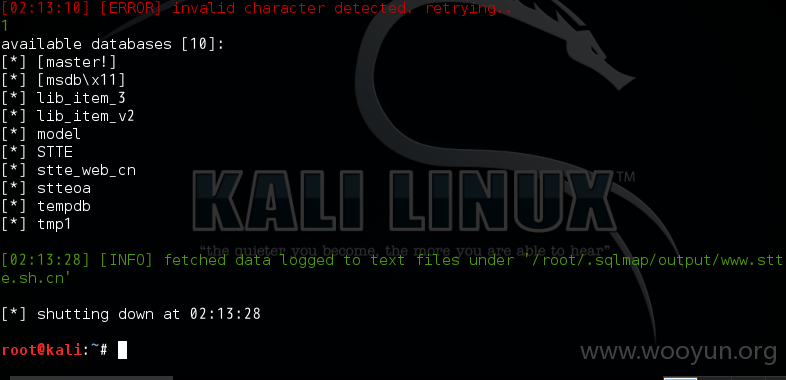 [02:13:10] [ERROR] invalid character detected. retrying..
1
available databases [10]:
[*] [master!]
[*] [msdb\x11]
[*] lib_item_3
[*] lib_item_v2
[*] model
[*] STTE
[*] stte_web_cn
[*] stteoa
[*] tempdb
[*] tmp1
KALI LINUX™
“the quieter you become, the more you are able to hear”
[02:13:28] [INFO] fetched data logged to text files under '/root/.sqlmap/output/www.stt
e.sh.cn'
[*] shutting down at 02:13:28
root@kali:~#
www.wooyun.org